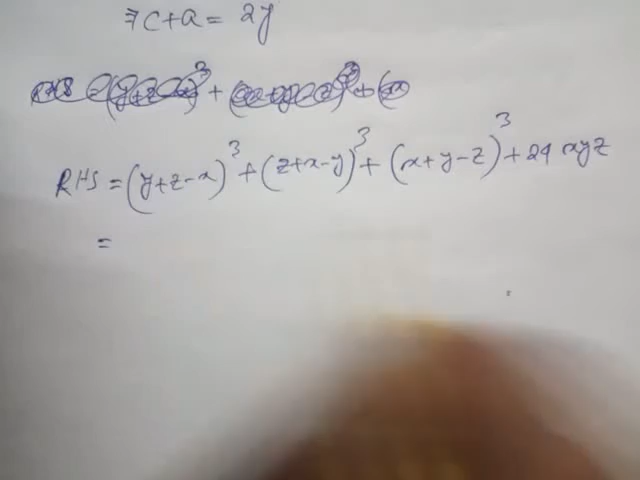 ⇒ c+a = 2y
RHS = (y+z-x)³ + (z+x-y)³ + (x+y-z)³ + 24 xyz
=